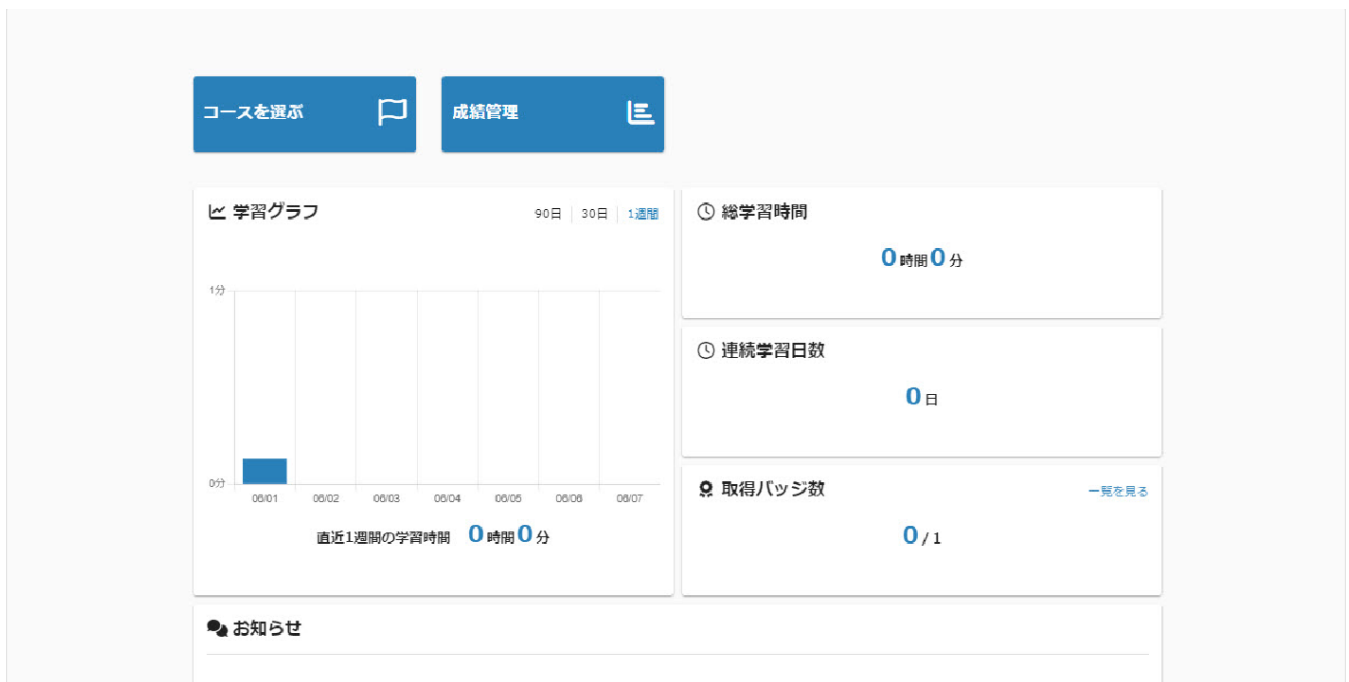 コースを選ぶ
成績管理
学習グラフ
90日 30日 1週間
1分
0分
06/01 06/02 06/03 06/04 06/05 06/06 06/07
直近1週間の学習時間 0時間0分
総学習時間
0時間0分
連続学習日数
0日
取得バッジ数
一覧を見る
0 / 1
お知らせ